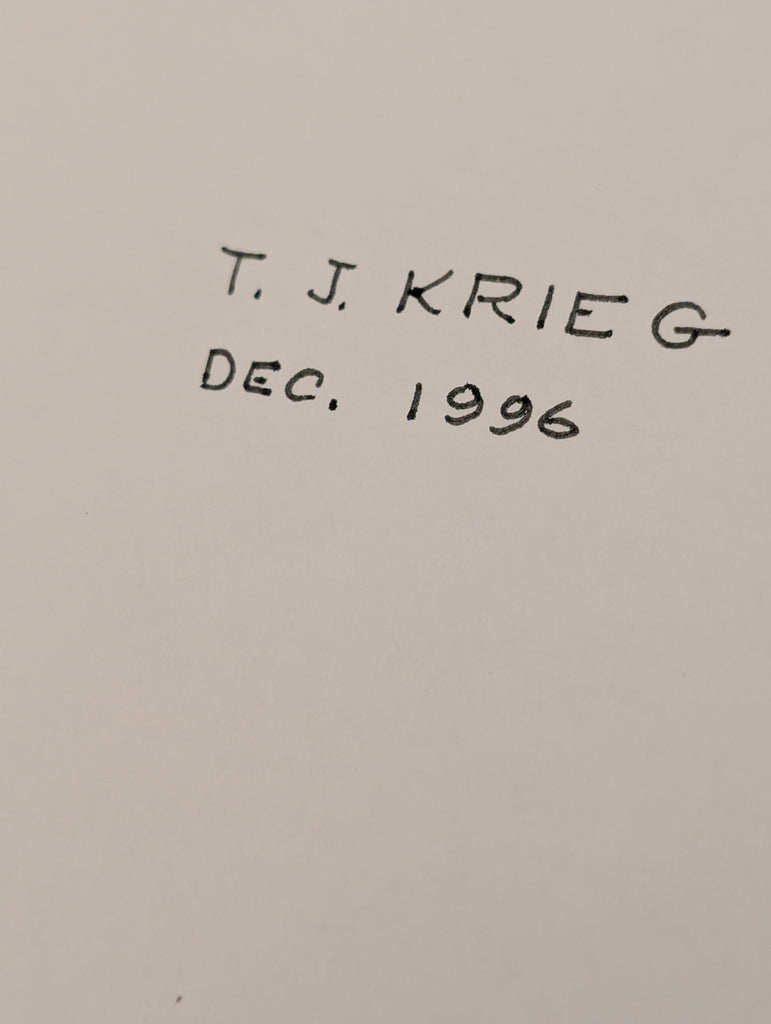 T. J. KRIEG
DEC. 1996